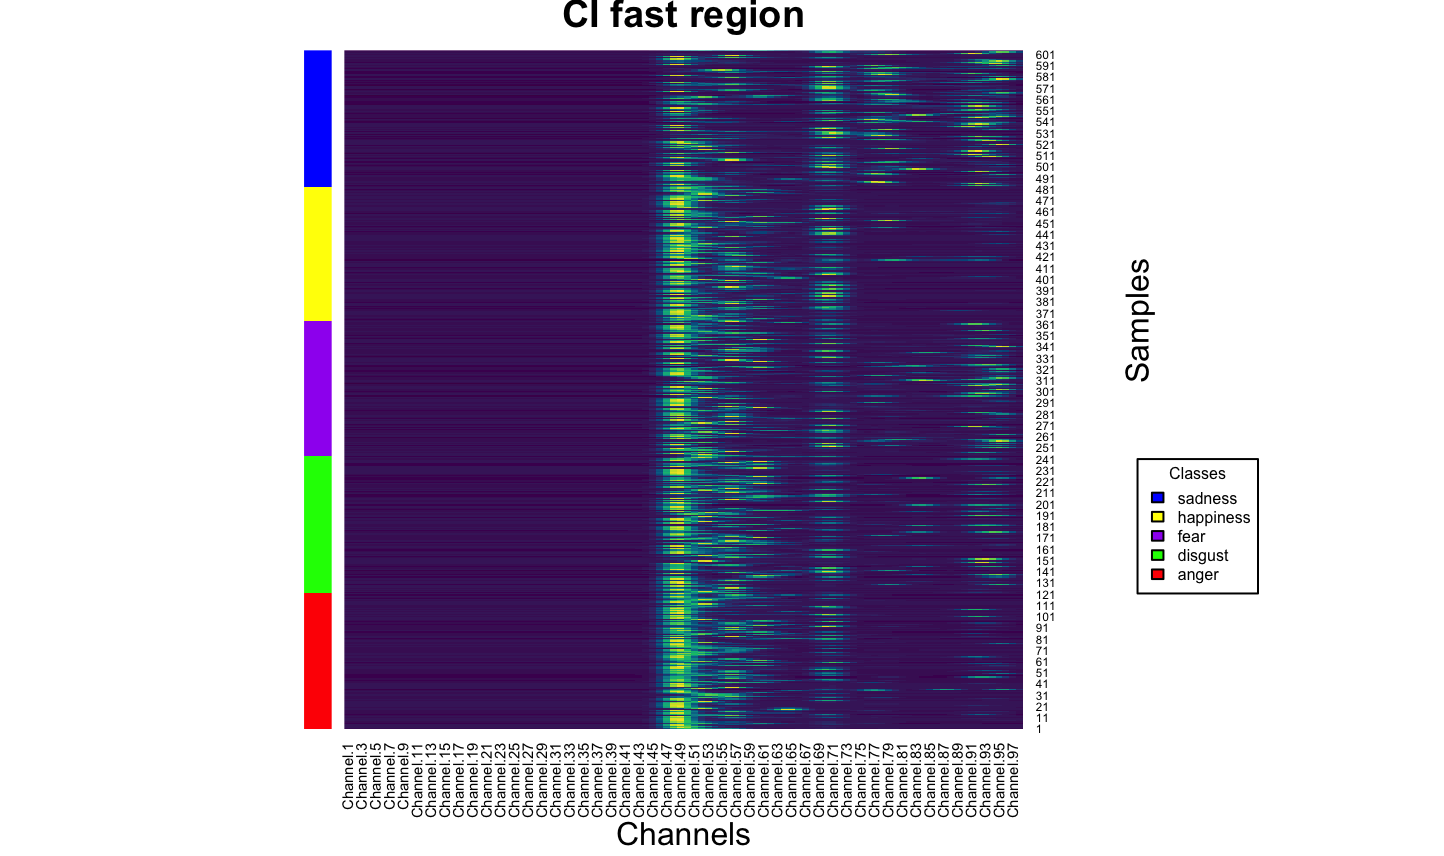 CI fast region
601
591
581
571
561
551
541
531
521
511
501
491
481
471
461
451
441
431
421
411
401
391
381
371
361
351
341
331
321
311
301
291
281
271
261
251
241
231
221
211
201
191
181
171
161
151
141
131
121
111
101
91
81
71
61
51
41
31
21
11
1
Samples
Classes
sadness
happiness
fear
disgust
anger
Channel.1
Channel.3
Channel.5
Channel.7
Channel.9
Channel.11
Channel.13
Channel.15
Channel.17
Channel.19
Channel.21
Channel.23
Channel.25
Channel.27
Channel.29
Channel.31
Channel.33
Channel.35
Channel.37
Channel.39
Channel.41
Channel.43
Channel.45
Channel.47
Channel.49
Channel.51
Channel.53
Channel.55
Channel.57
Channel.59
Channel.61
Channel.63
Channel.65
Channel.67
Channel.69
Channel.71
Channel.73
Channel.75
Channel.77
Channel.79
Channel.81
Channel.83
Channel.85
Channel.87
Channel.89
Channel.91
Channel.93
Channel.95
Channel.97
Channels